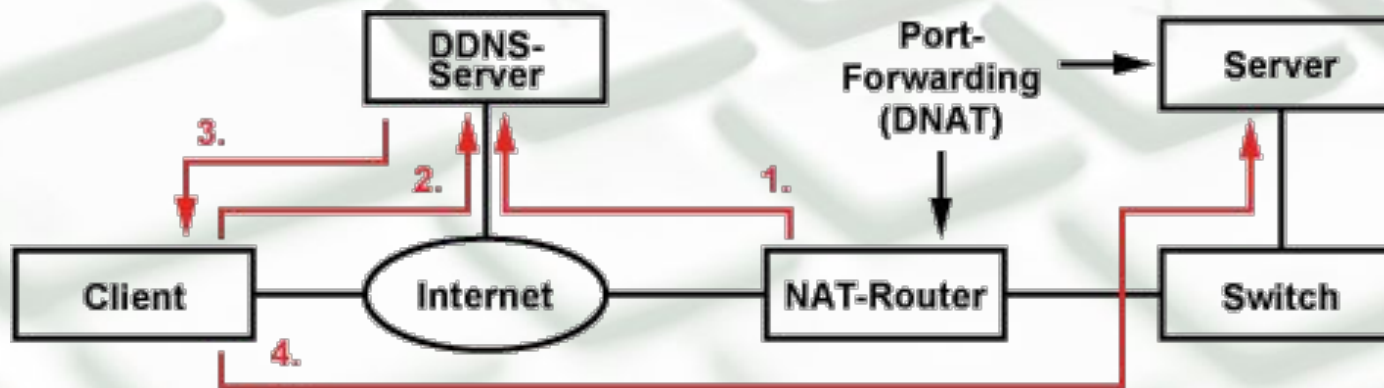 DDNS-
Server
Port-
Forwarding
(DNAT)
Server
3.
2.
1.
Client
Internet
NAT-Router
Switch
4.